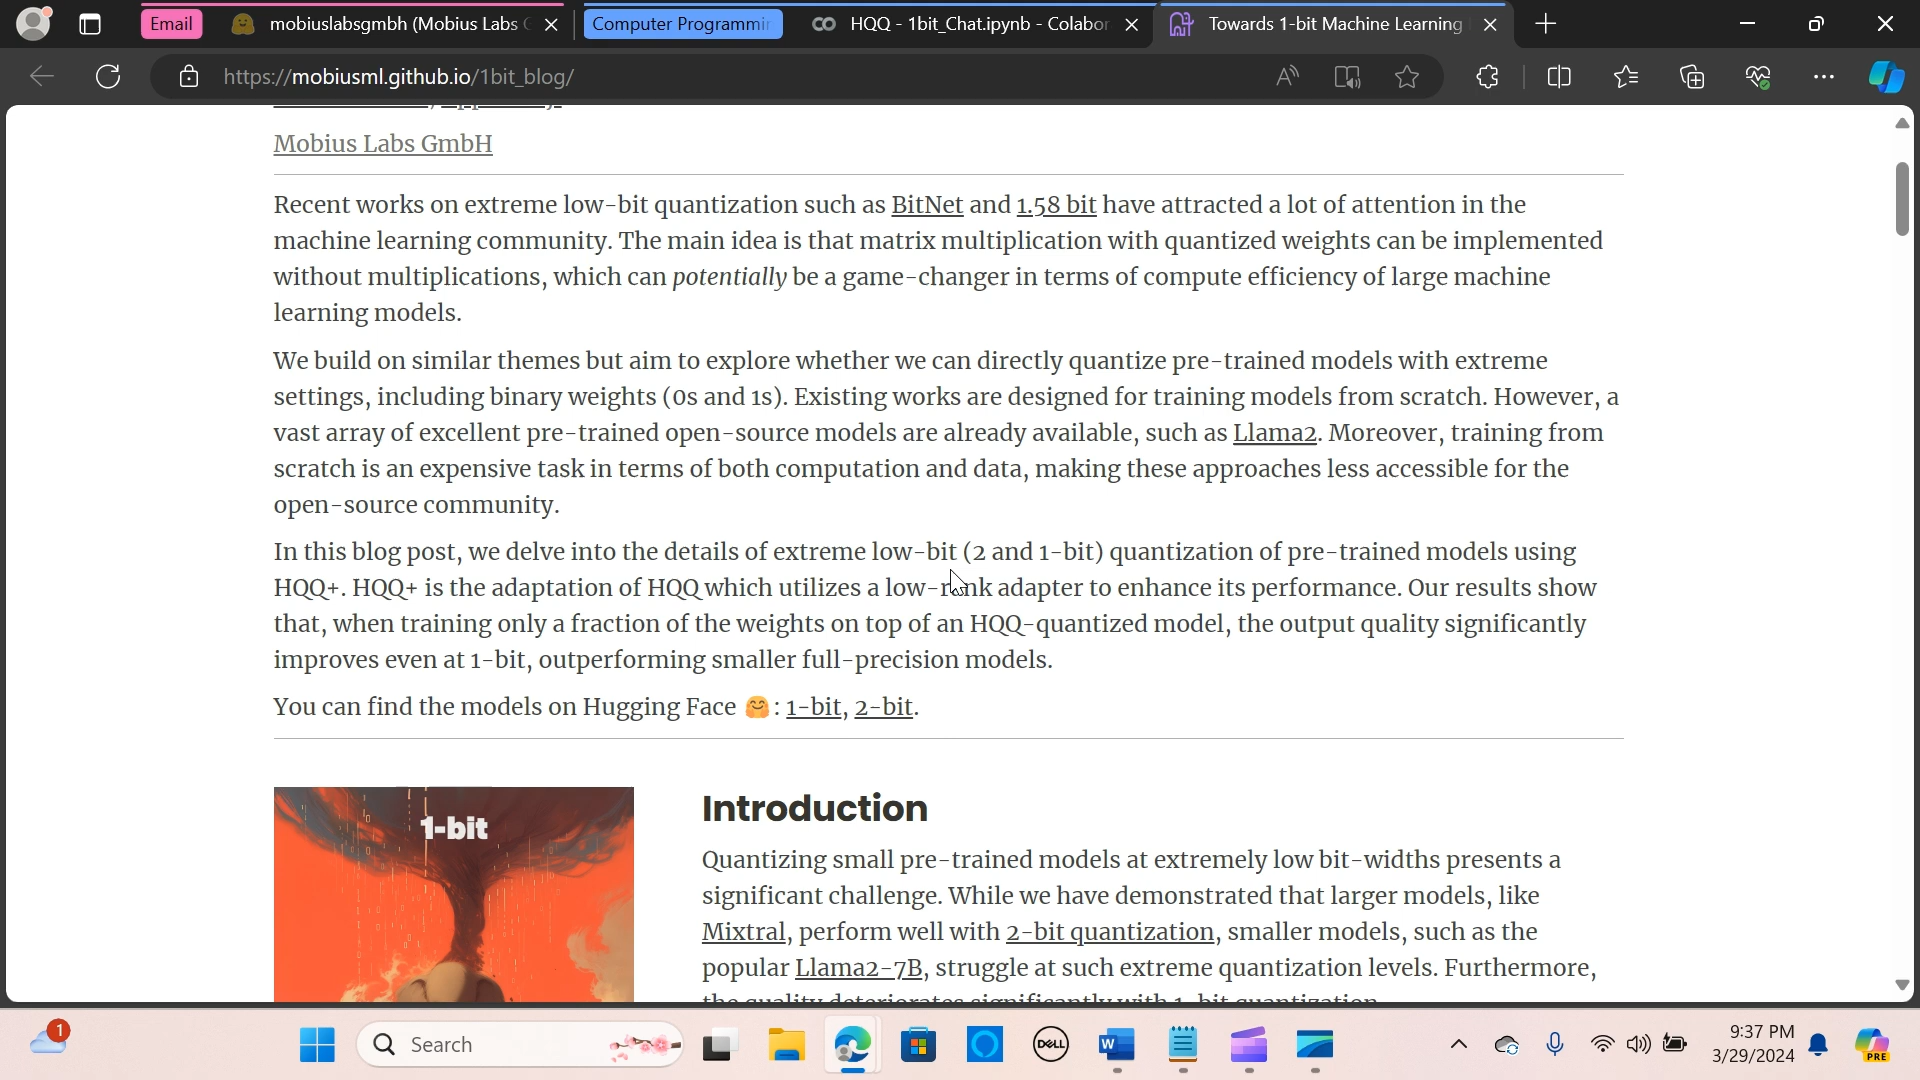 Email
mobiuslabsgmbh (Mobius Labs G
Computer Programmin
HQQ - 1bit_Chat.ipynb - Colabor
Towards 1-bit Machine Learning
https://mobiusml.github.io/1bit_blog/
Mobius Labs GmbH
Recent works on extreme low-bit quantization such as BitNet and 1.58 bit have attracted a lot of attention in the
machine learning community. The main idea is that matrix multiplication with quantized weights can be implemented
without multiplications, which can potentially be a game-changer in terms of compute efficiency of large machine
learning models.
We build on similar themes but aim to explore whether we can directly quantize pre-trained models with extreme
settings, including binary weights (0s and 1s). Existing works are designed for training models from scratch. However, a
vast array of excellent pre-trained open-source models are already available, such as Llama2. Moreover, training from
scratch is an expensive task in terms of both computation and data, making these approaches less accessible for the
open-source community.
In this blog post, we delve into the details of extreme low-bit (2 and 1-bit) quantization of pre-trained models using
HQQ+. HQQ+ is the adaptation of HQQ which utilizes a low-rank adapter to enhance its performance. Our results show
that, when training only a fraction of the weights on top of an HQQ-quantized model, the output quality significantly
improves even at 1-bit, outperforming smaller full-precision models.
You can find the models on Hugging Face 🤗 : 1-bit, 2-bit.
1-bit
Introduction
Quantizing small pre-trained models at extremely low bit-widths presents a
significant challenge. While we have demonstrated that larger models, like
Mixtral, perform well with 2-bit quantization, smaller models, such as the
popular Llama2-7B, struggle at such extreme quantization levels. Furthermore,
the quality deteriorates significantly with 1-bit quantization.
1
Search
DELL
W
PRE
9:37 PM
3/29/2024